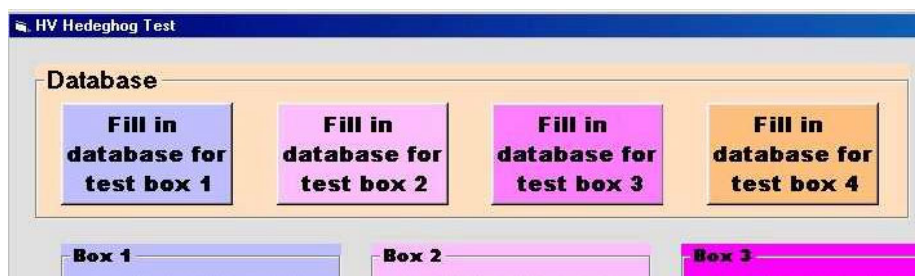 HV Hedeghog Test
Database
Fill in
database for
test box 1
Fill in
database for
test box 2
Fill in
database for
test box 3
Fill in
database for
test box 4
Box 1
Box 2
Box 3